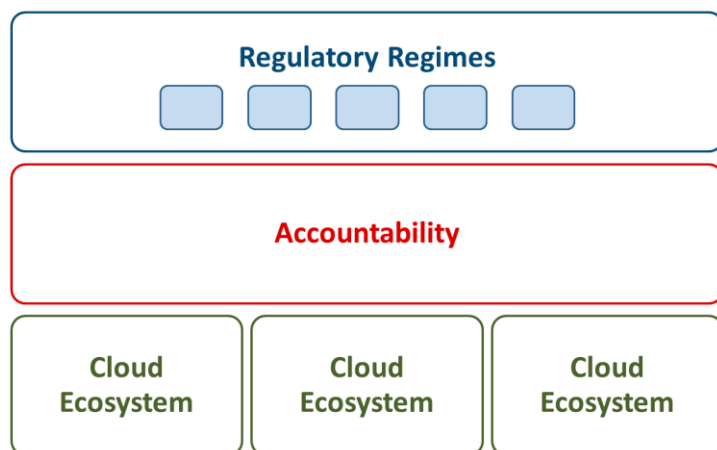 Regulatory Regimes
Accountability
Cloud
Ecosystem
Cloud
Ecosystem
Cloud
Ecosystem